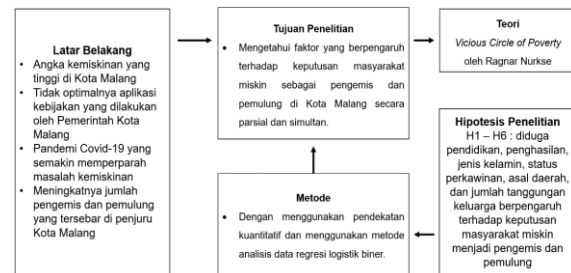 Latar Belakang
• Angka kemiskinan yang
tinggi di Kota Malang
• Tidak optimalnya aplikasi
kebijakan yang dilakukan
oleh Pemerintah Kota
Malang
• Pandemi Covid-19 yang
semakin memperparah
masalah kemiskinan
• Meningkatnya jumlah
pengemis dan pemulung
yang tersebar di penjuru
Kota Malang
Tujuan Penelitian
• Mengetahui faktor yang berpengaruh
terhadap keputusan masyarakat
miskin sebagai pengemis dan
pemulung di Kota Malang secara
parsial dan simultan.
Teori
Vicious Circle of Poverty
oleh Ragnar Nurkse
Metode
• Dengan menggunakan pendekatan
kuantitatif dan menggunakan metode
analisis data regresi logistik biner.
Hipotesis Penelitian
H1 – H6 : diduga
pendidikan, penghasilan,
jenis kelamin, status
perkawinan, asal daerah,
dan jumlah tanggungan
keluarga berpengaruh
terhadap keputusan
masyarakat miskin
menjadi pengemis dan
pemulung